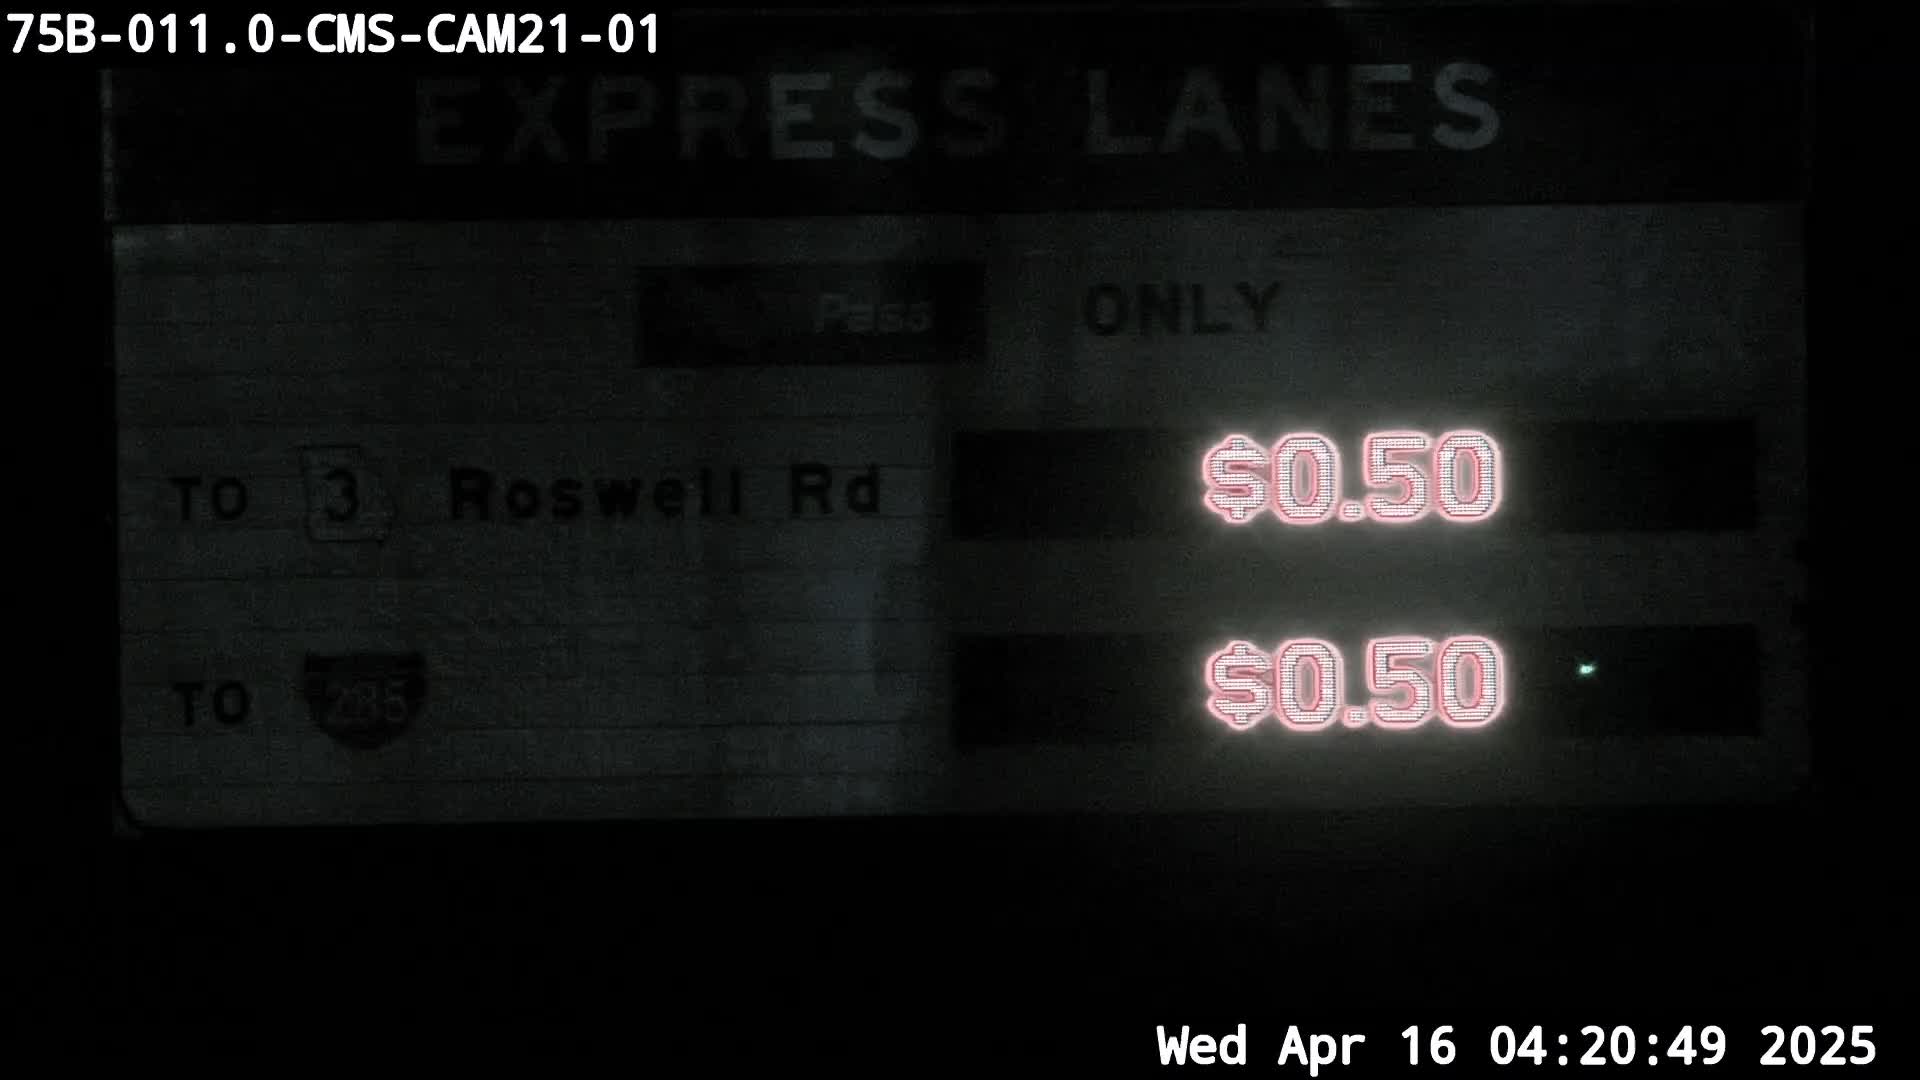 75B-011.0-CMS-CAM21-01
EXPRESS LANES
Pass ONLY
TO 3 Roswell Rd $0.50
TO 285 $0.50
Wed Apr 16 04:20:49 2025